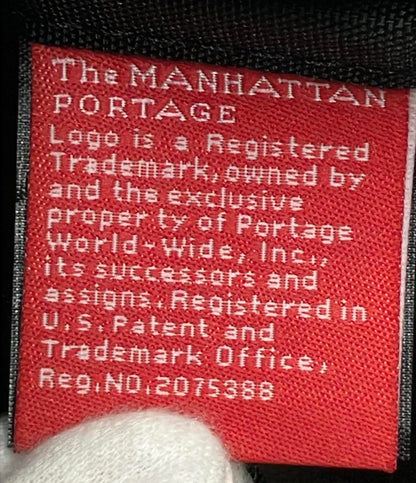 The MANHATTAN
PORTAGE
Logo is a Registered
Trademark, owned by
and the exclusive
property of Portage
World-Wide, Inc.,
its successors and
assigns. Registered in
U.S. Patent and
Trademark Office,
Reg. NO. 2075388